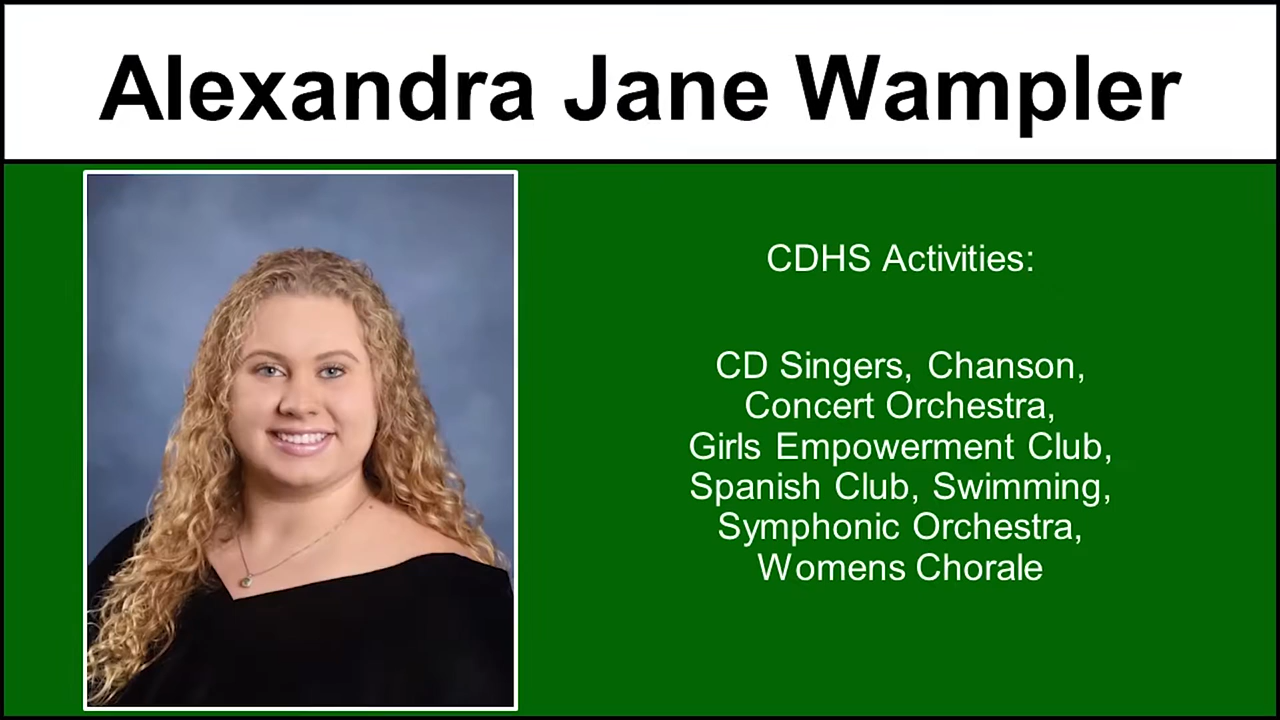 Alexandra Jane Wampler
CDHS Activities:
CD Singers, Chanson,
Concert Orchestra,
Girls Empowerment Club,
Spanish Club, Swimming,
Symphonic Orchestra,
Womens Chorale